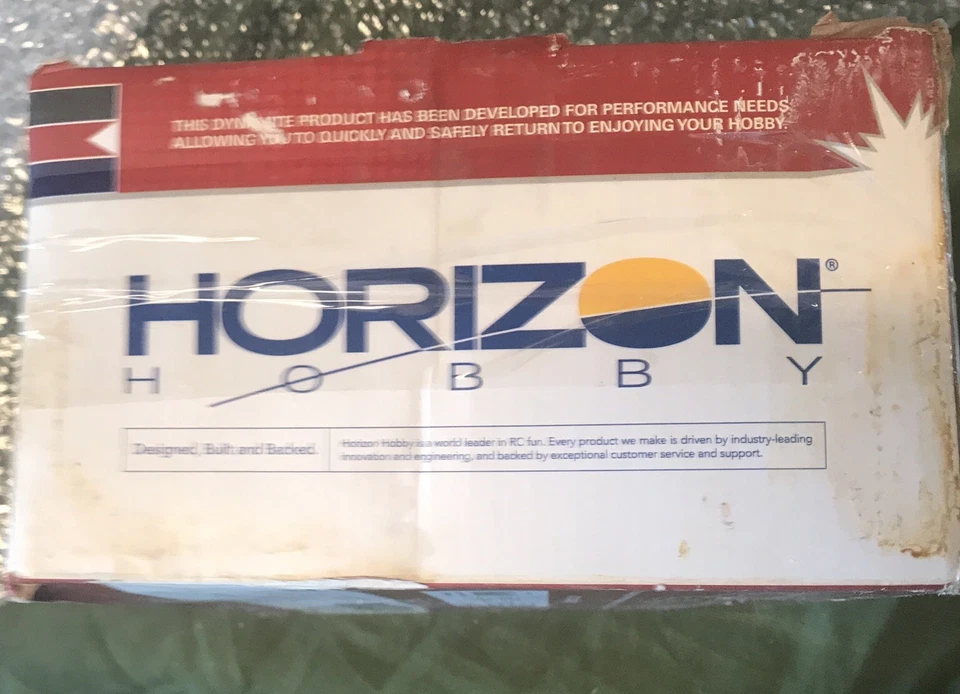 THIS DYNAMITE PRODUCT HAS BEEN DEVELOPED FOR PERFORMANCE NEEDS,
ALLOWING YOU TO QUICKLY AND SAFELY RETURN TO ENJOYING YOUR HOBBY.
HORIZON®
HOBBY
Designed, Built and Backed.
Horizon Hobby is a world leader in RC fun. Every product we make is driven by industry-leading
innovation and engineering, and backed by exceptional customer service and support.